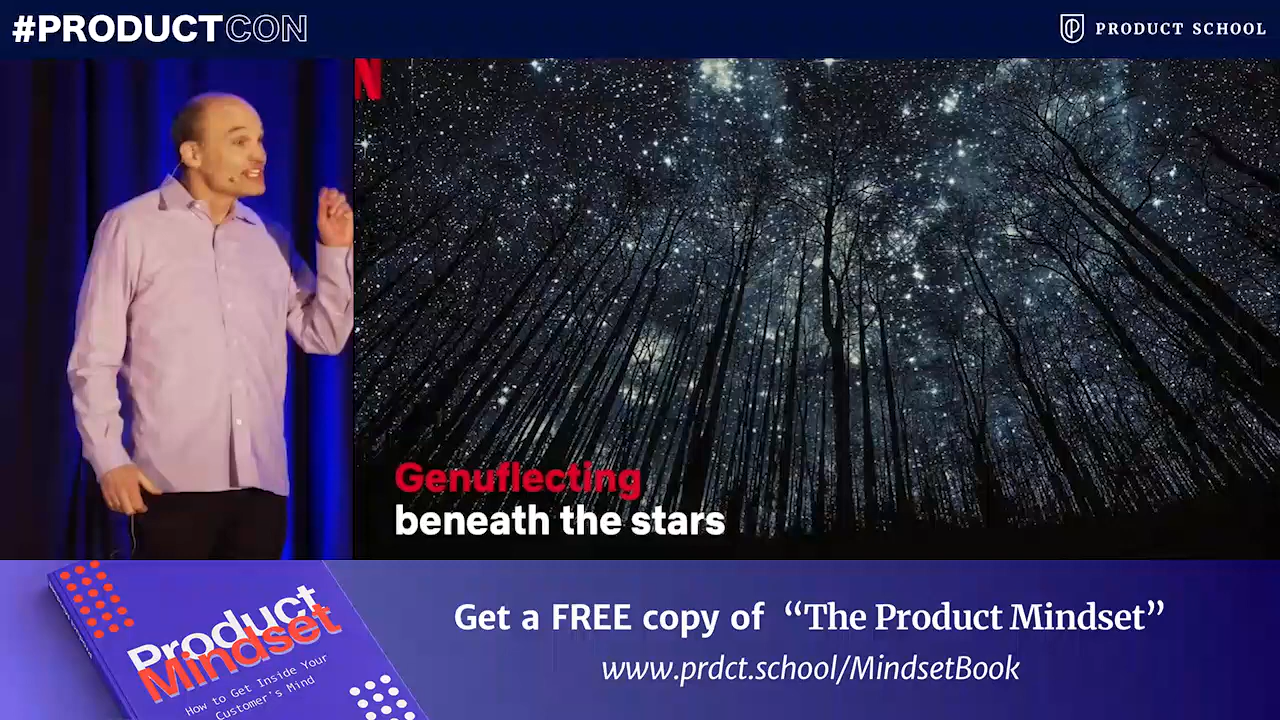 #PRODUCTCON
PRODUCT SCHOOL
N
Genuflecting
beneath the stars
Product
Mindset
How to Get Inside Your
Customer's Mind
Get a FREE copy of “The Product Mindset”
www.prdct.school/MindsetBook